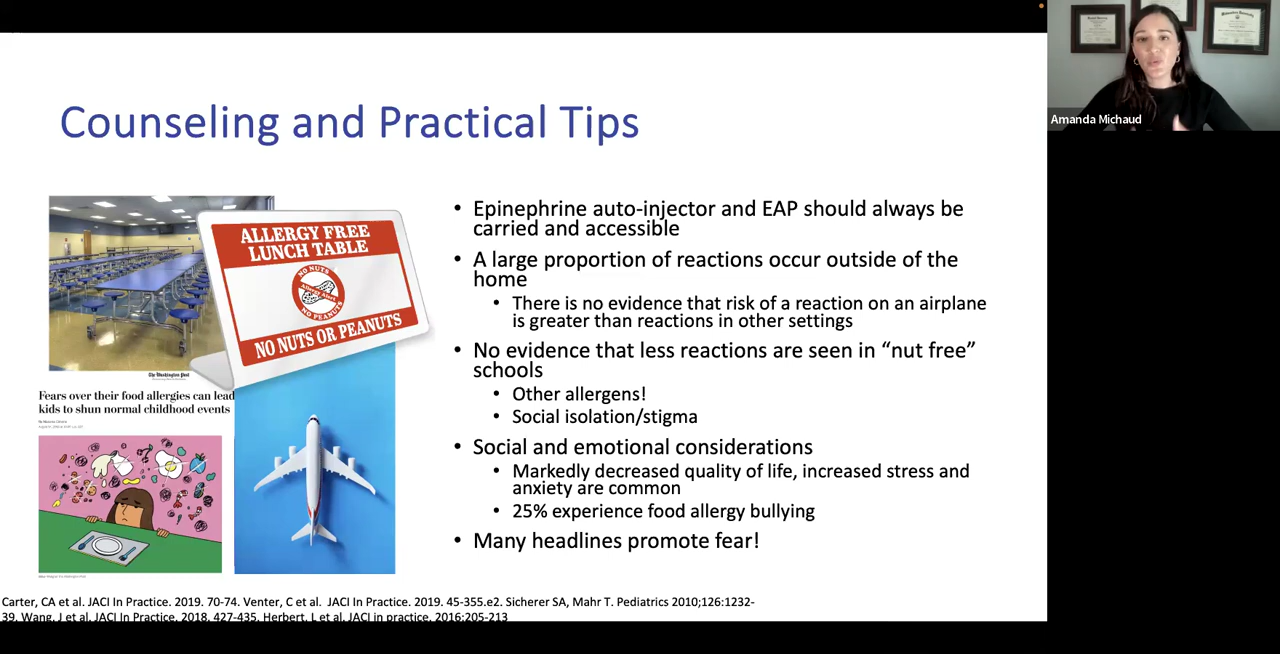 Counseling and Practical Tips
Amanda Michaud
ALLERGY FREE
LUNCH TABLE
NO NUTS
Allergy Alert
NO PEANUTS
NO NUTS OR PEANUTS
The Washington Post
Fears over their food allergies can lead
kids to shun normal childhood events
• Epinephrine auto-injector and EAP should always be
carried and accessible
• A large proportion of reactions occur outside of the
home
• There is no evidence that risk of a reaction on an airplane
is greater than reactions in other settings
• No evidence that less reactions are seen in “nut free”
schools
• Other allergens!
• Social isolation/stigma
• Social and emotional considerations
• Markedly decreased quality of life, increased stress and
anxiety are common
• 25% experience food allergy bullying
• Many headlines promote fear!
Carter, CA et al. JACI In Practice. 2019. 70-74. Venter, C et al. JACI In Practice. 2019. 45-355.e2. Sicherer SA, Mahr T. Pediatrics 2010;126:1232-
39. Wang, J et al. JACI In Practice. 2018. 427-435. Herbert. L et al. JACI in practice. 2016:205-213